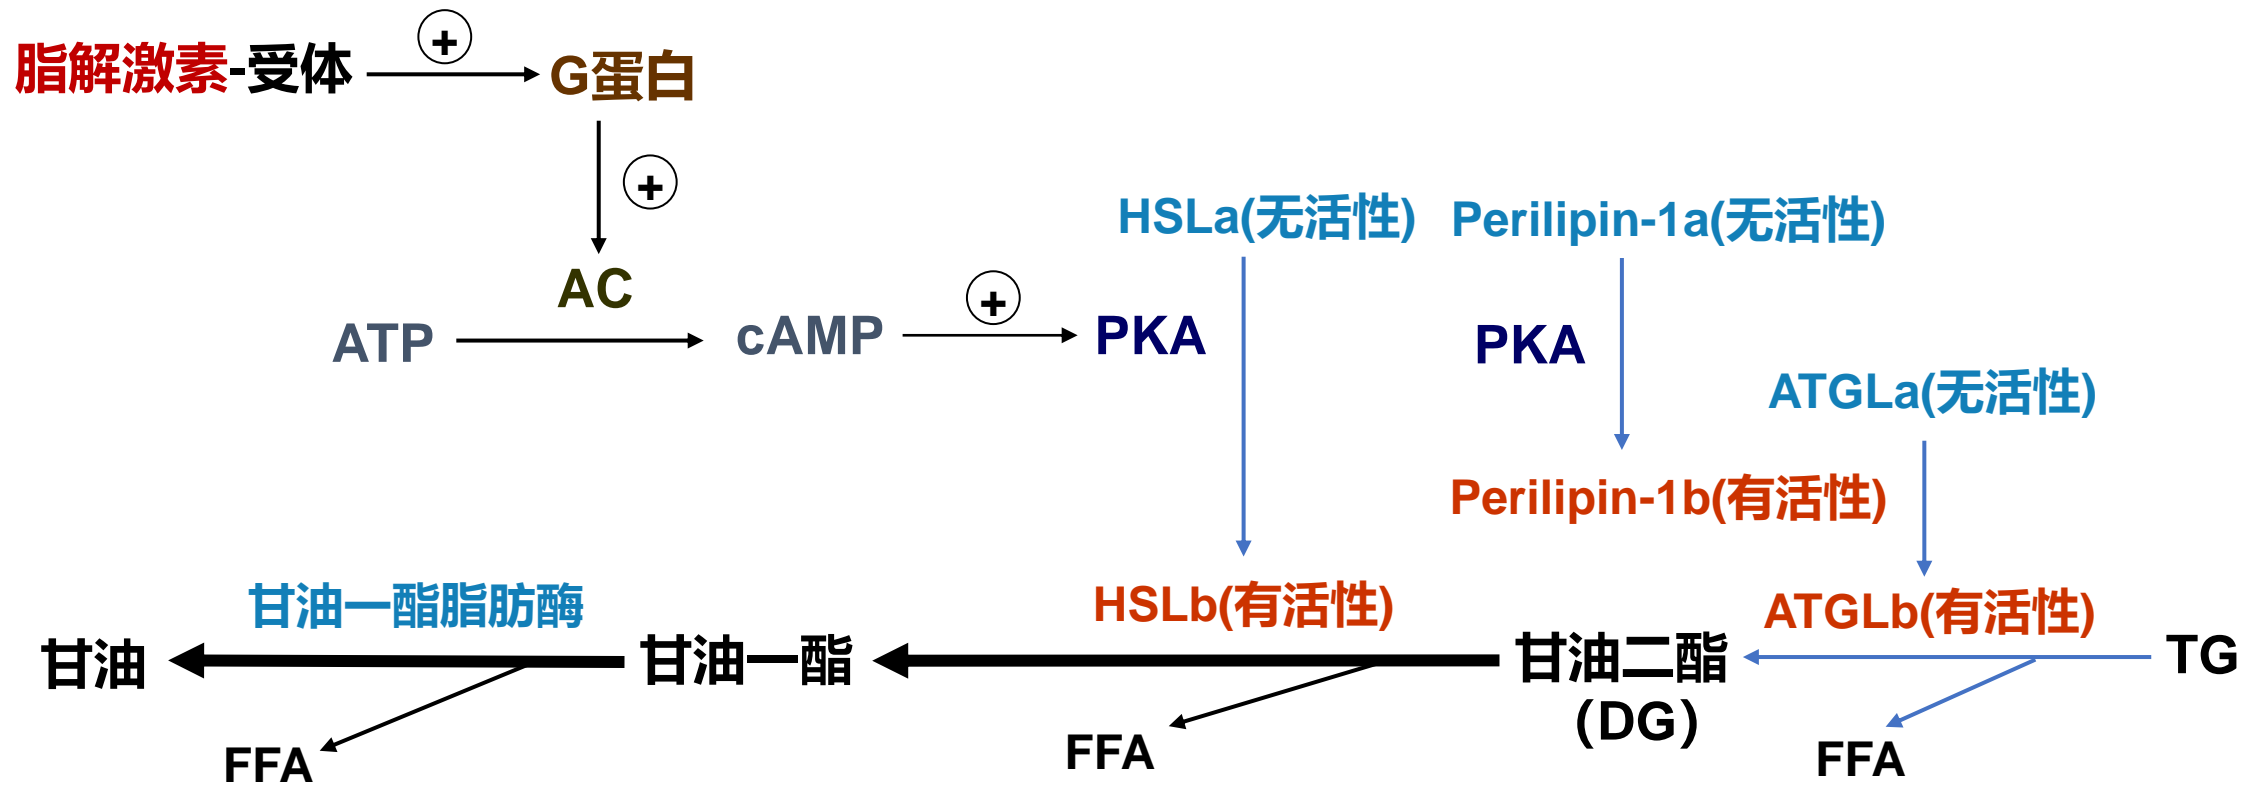 脂解激素-受体
+
G蛋白
+
AC
HSLa(无活性)
Perilipin-1a(无活性)
ATP
cAMP
+
PKA
PKA
ATGLa(无活性)
Perilipin-1b(有活性)
甘油一酯脂肪酶
HSLb(有活性)
ATGLb(有活性)
甘油
甘油一酯
甘油二酯
（DG）
TG
FFA
FFA
FFA